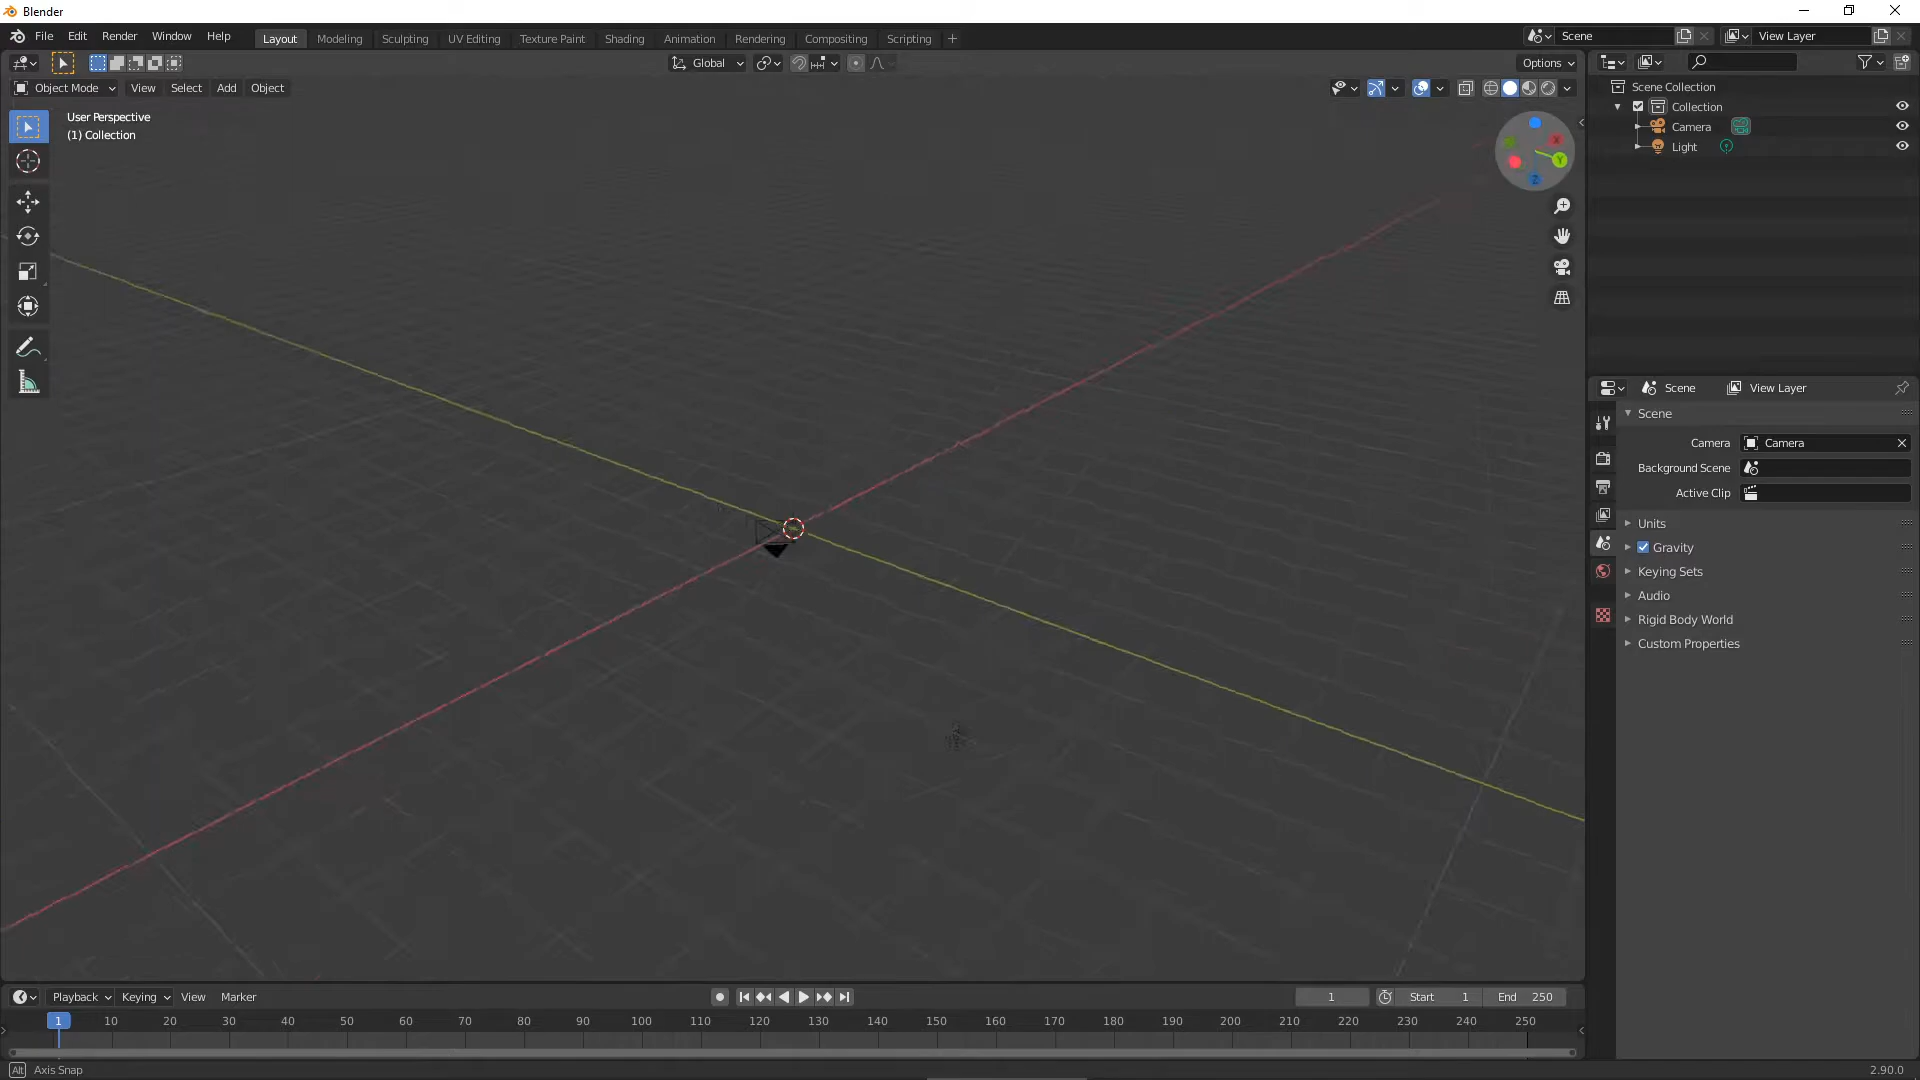 Blender
File Edit Render Window Help Layout Modeling Sculpting UV Editing Texture Paint Shading Animation Rendering Compositing Scripting + Scene View Layer
Global Options
Object Mode View Select Add Object
User Perspective
(1) Collection
X
Y
Z
Scene Collection
Collection
Camera
Light
Scene View Layer
Scene
Camera Camera
Background Scene
Active Clip
Units
Gravity
Keying Sets
Audio
Rigid Body World
Custom Properties
Playback Keying View Marker 1 Start 1 End 250
1 10 20 30 40 50 60 70 80 90 100 110 120 130 140 150 160 170 180 190 200 210 220 230 240 250
Alt Axis Snap 2.90.0